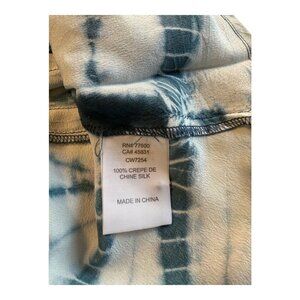 RN# 77600
CA# 45831
CW7254
100% CREPE DE
CHINE SILK
MADE IN CHINA